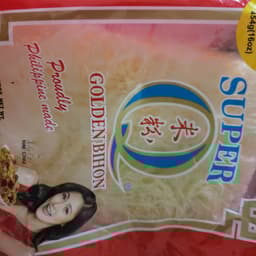 454g(16oz)
SUPER
Q
米粉
GOLDEN BIHON
Proudly
Philippine made